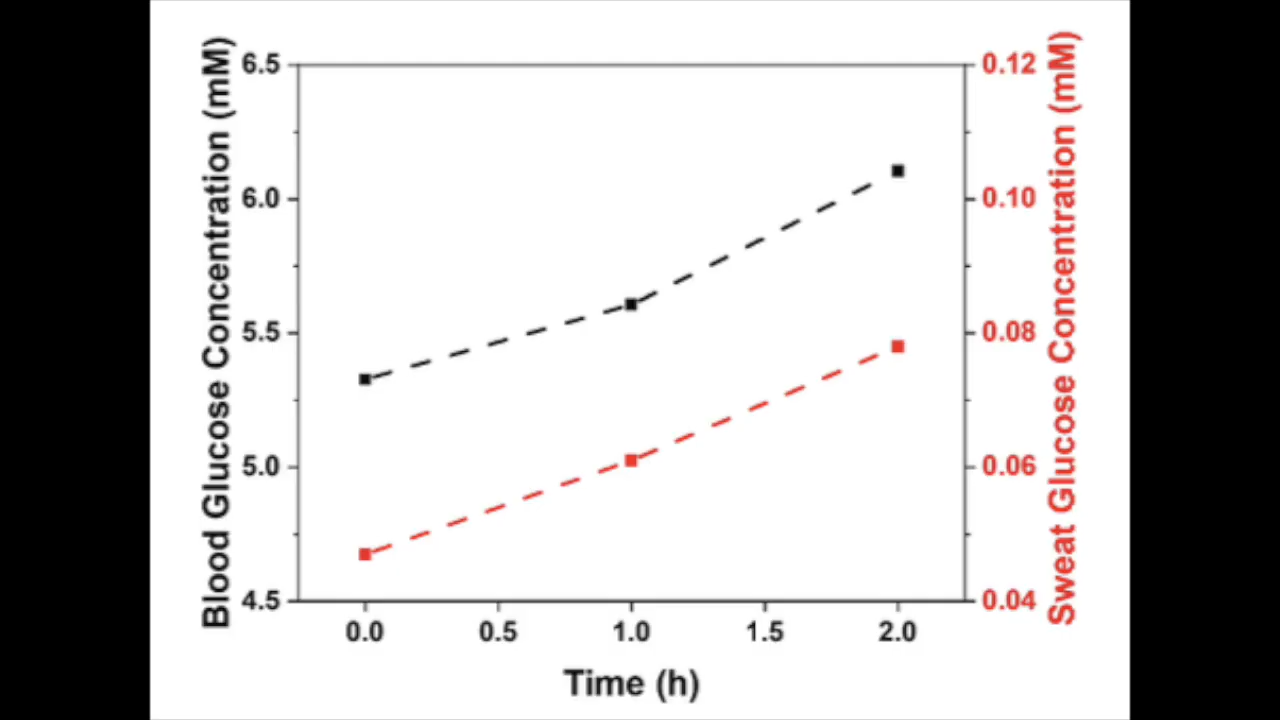 Blood Glucose Concentration (mM)
6.5
6.0
5.5
5.0
4.5
0.0 0.5 1.0 1.5 2.0
Time (h)
0.12
0.10
0.08
0.06
0.04
Sweat Glucose Concentration (mM)